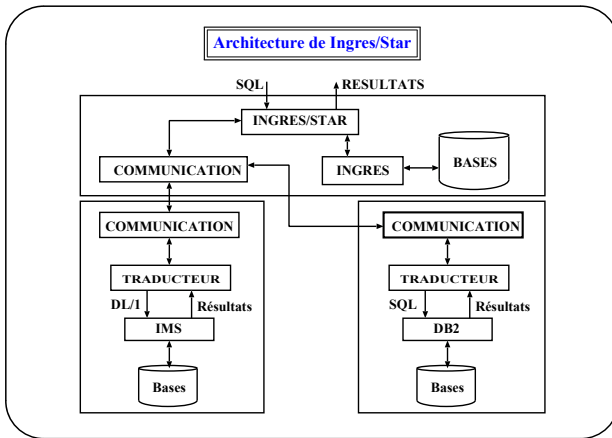 Architecture de Ingres/Star
SQL RESULTATS
INGRES/STAR
COMMUNICATION INGRES BASES
COMMUNICATION COMMUNICATION
TRADUCTEUR TRADUCTEUR
DL/1 Résultats SQL Résultats
IMS DB2
Bases Bases